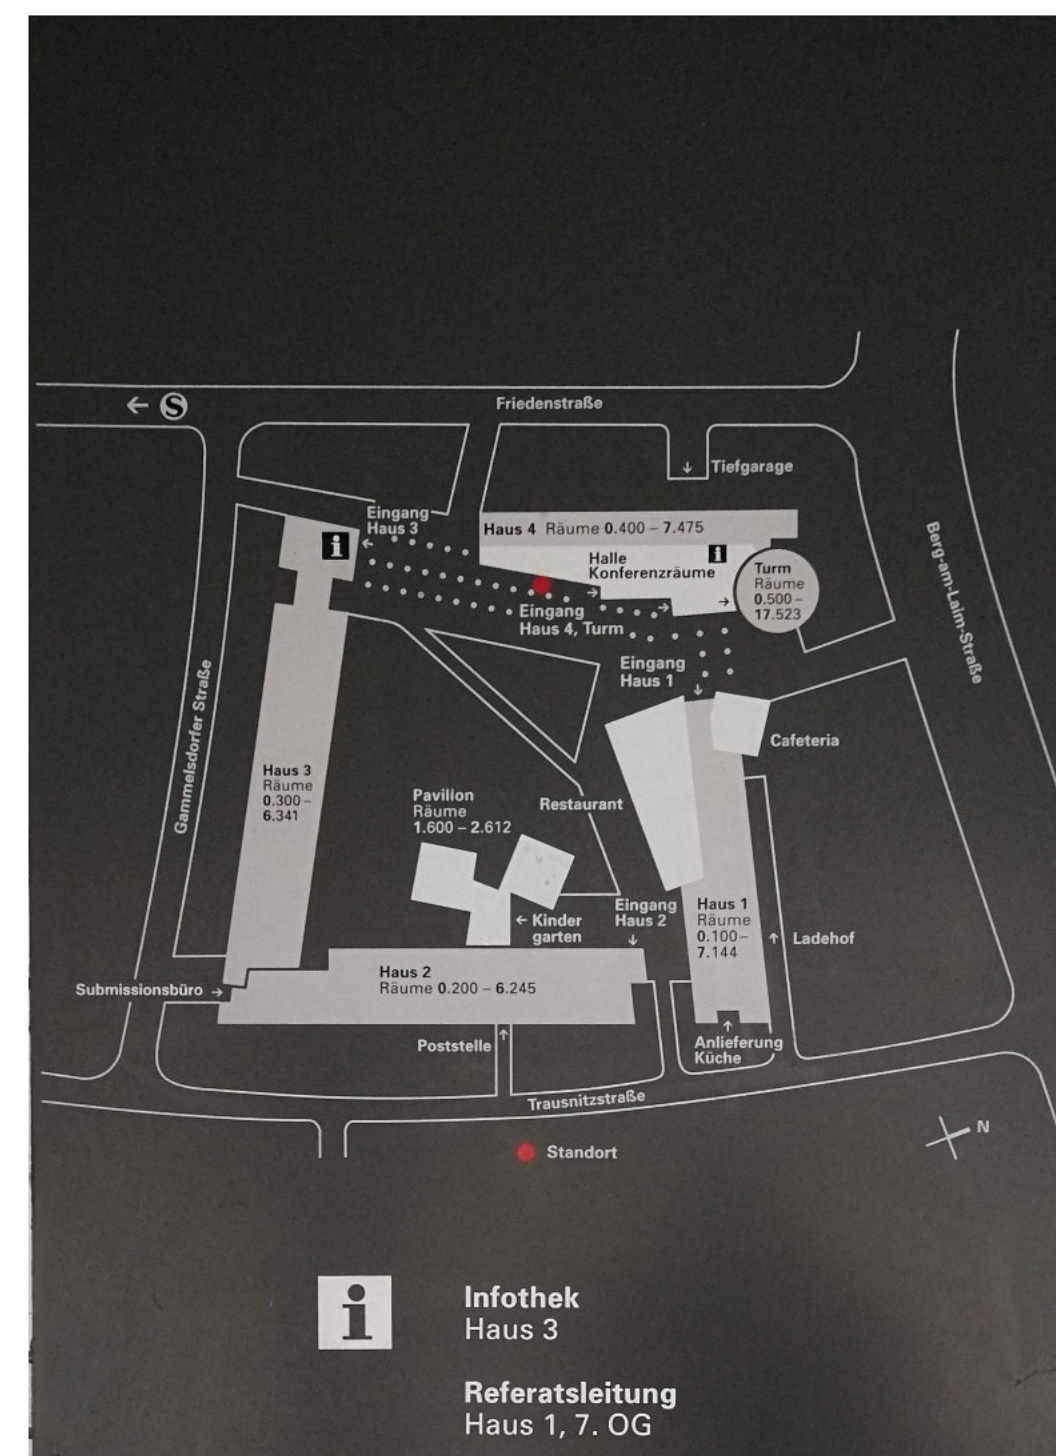 Friedenstraße
S
Tiefgarage
Eingang
Haus 3
i
Haus 4 Räume 0.400 – 7.475
Halle
Konferenzräume
i
Turm
Räume
0.500 –
17.523
Eingang
Haus 4, Turm
Eingang
Haus 1
Berg-am-Laim-Straße
Gammelsdorfer Straße
Cafeteria
Haus 3
Räume
0.300 –
6.341
Pavillon
Räume
1.600 – 2.612
Restaurant
Kinder
garten
Eingang
Haus 2
Haus 1
Räume
0.100 –
7.144
Ladehof
Haus 2
Räume 0.200 – 6.245
Submissionsbüro
Poststelle
Anlieferung
Küche
Trausnitzstraße
N
Standort
i
Infothek
Haus 3
Referatsleitung
Haus 1, 7. OG